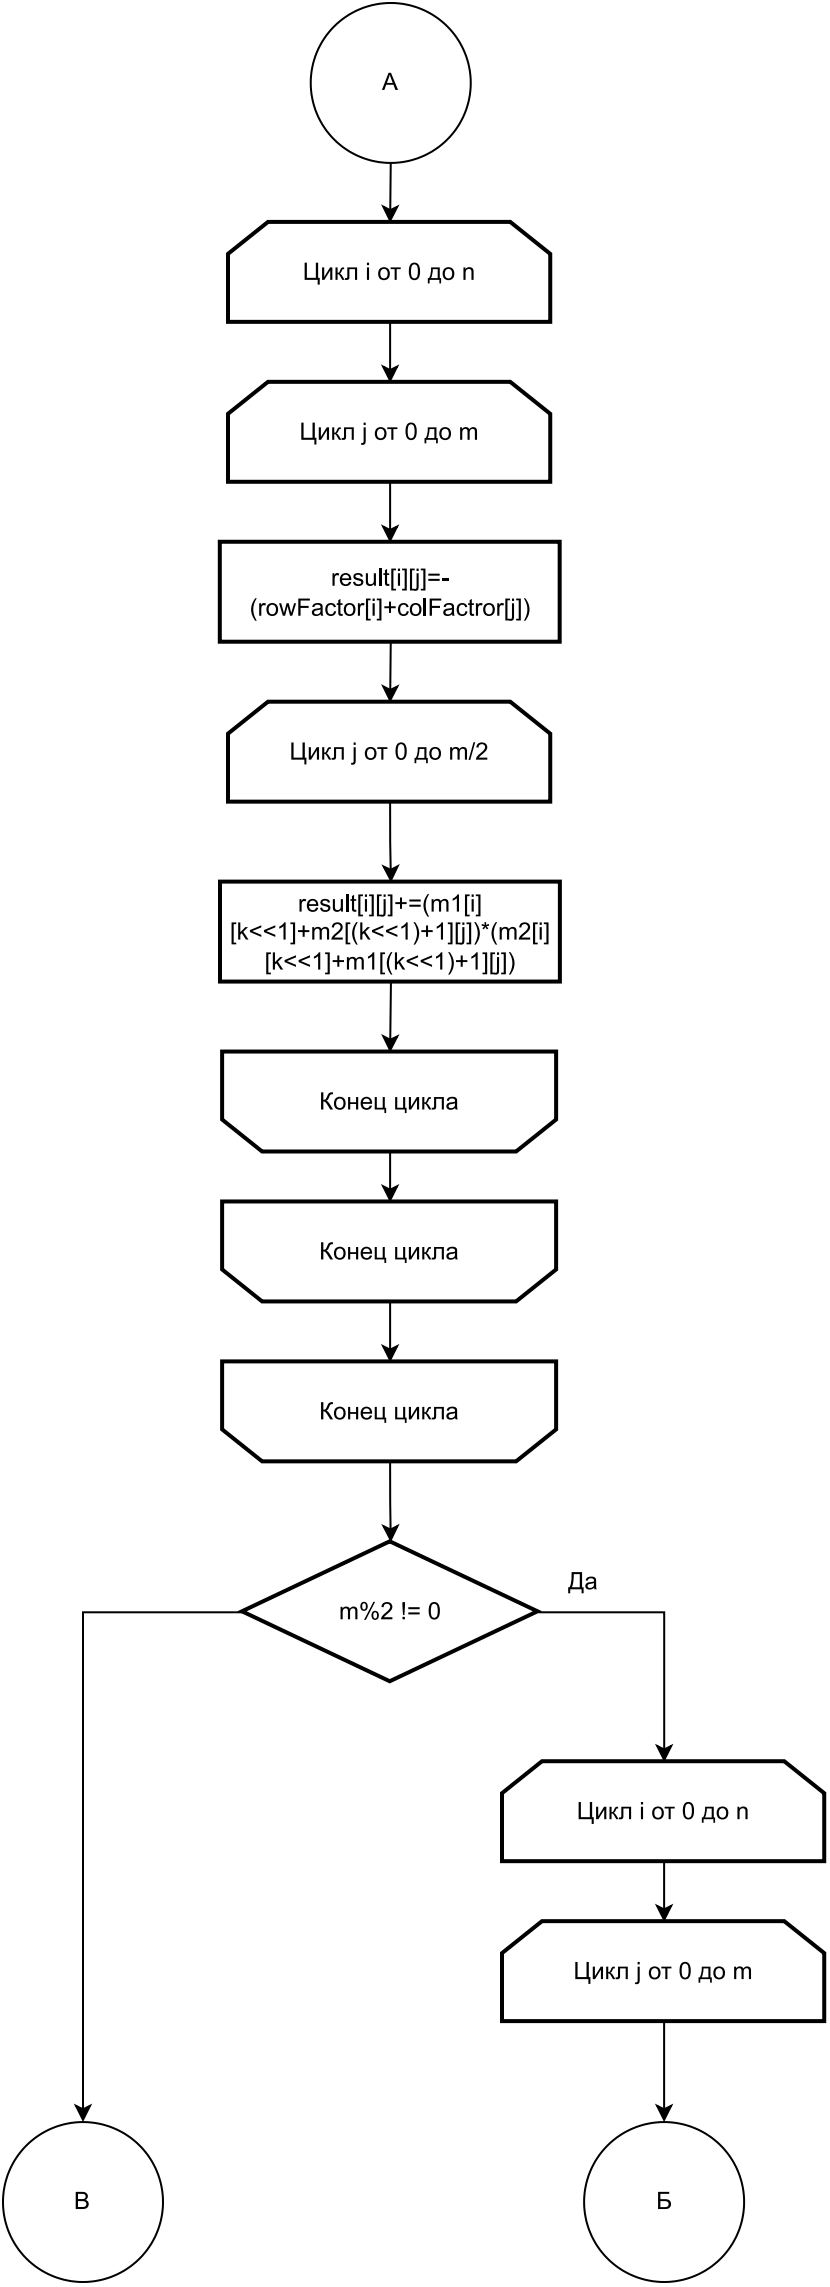 А
Цикл i от 0 до n
Цикл j от 0 до m
result[i][j]=-
(rowFactor[i]+colFactror[j])
Цикл j от 0 до m/2
result[i][j]+=(m1[i]
[k<<1]+m2[(k<<1)+1][j])*(m2[i]
[k<<1]+m1[(k<<1)+1][j])
Конец цикла
Конец цикла
Конец цикла
Да
m%2 != 0
Цикл i от 0 до n
Цикл j от 0 до m
В
Б